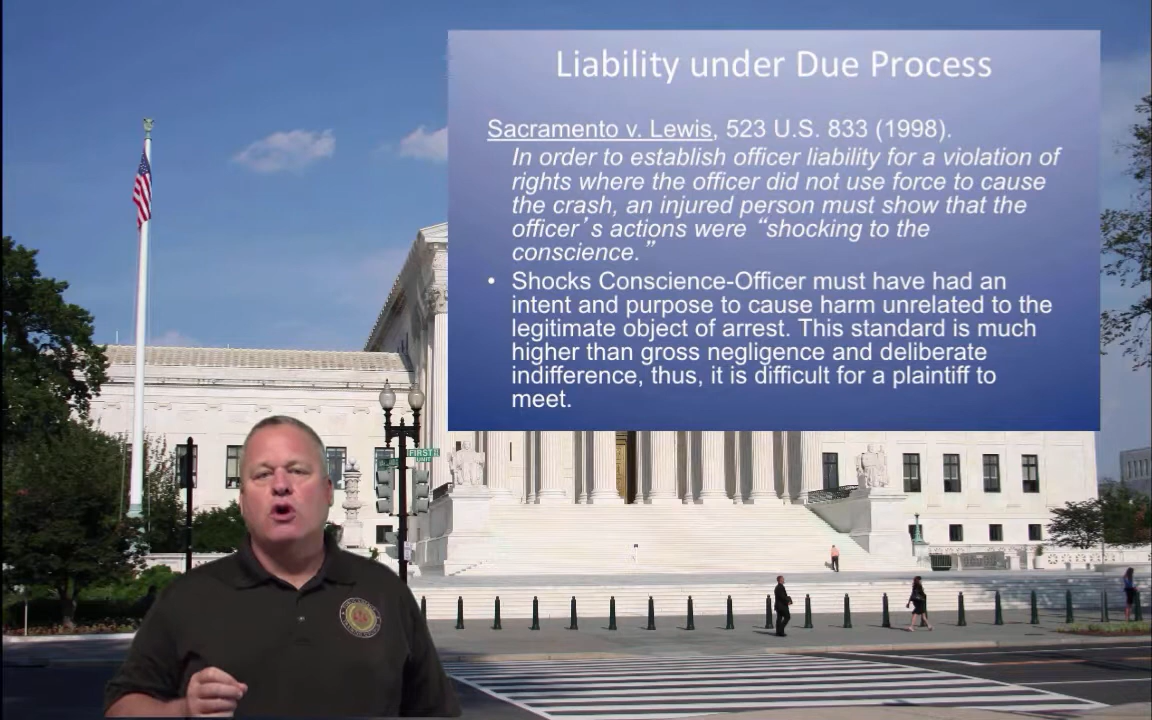 Liability under Due Process
Sacramento v. Lewis, 523 U.S. 833 (1998).
In order to establish officer liability for a violation of
rights where the officer did not use force to cause
the crash, an injured person must show that the
officer's actions were “shocking to the
conscience.”
• Shocks Conscience-Officer must have had an
intent and purpose to cause harm unrelated to the
legitimate object of arrest. This standard is much
higher than gross negligence and deliberate
indifference, thus, it is difficult for a plaintiff to
meet.
FIRST